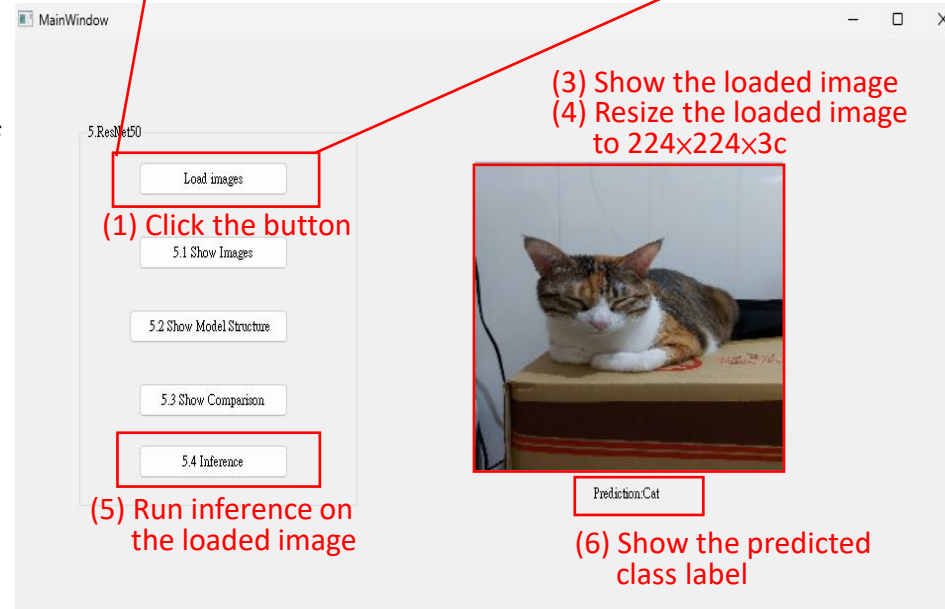 MainWindow
(3) Show the loaded image
(4) Resize the loaded image
to 224×224×3c
5.ResNet50
Load images
(1) Click the button
5.1 Show Images
5.2 Show Model Structure
5.3 Show Comparison
5.4 Inference
(5) Run inference on
the loaded image
Prediction:Cat
(6) Show the predicted
class label